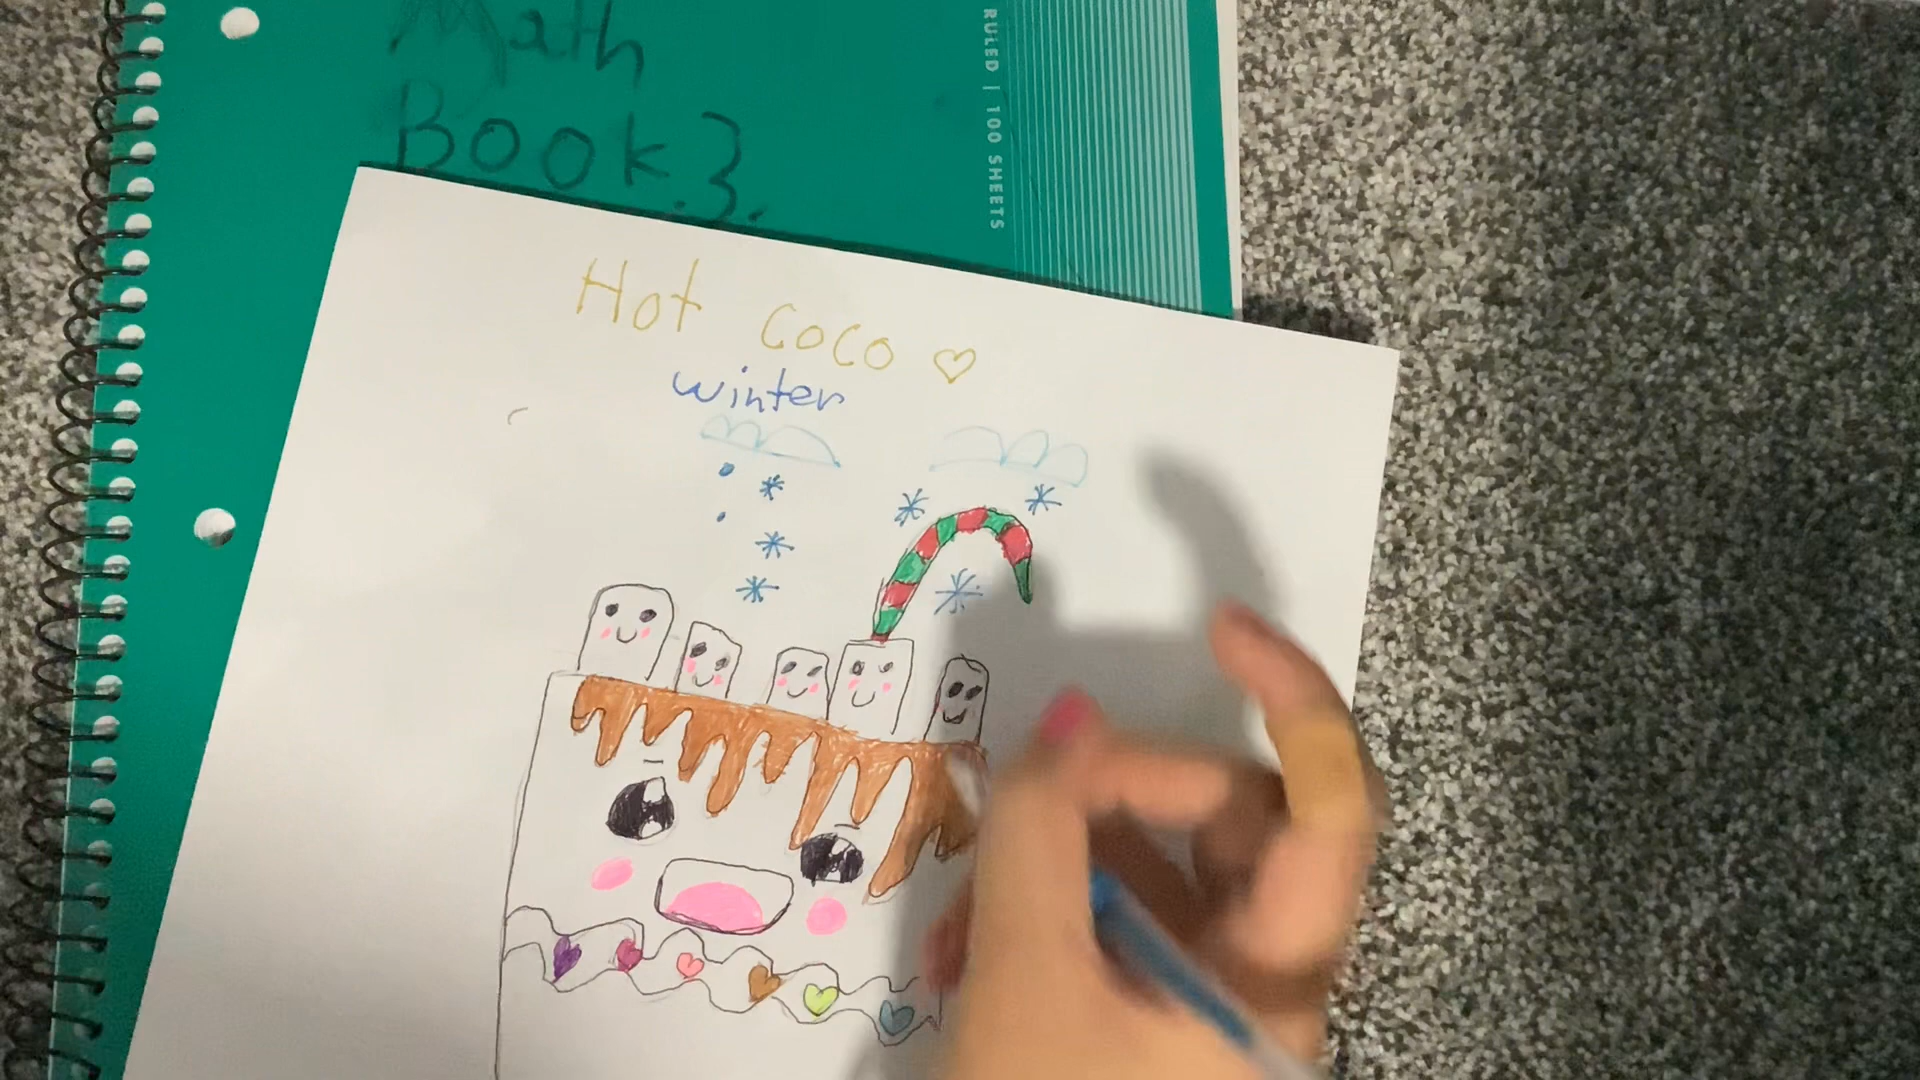 Math
Book.3.
RULED | 100 SHEETS
Hot coco ♡
winter